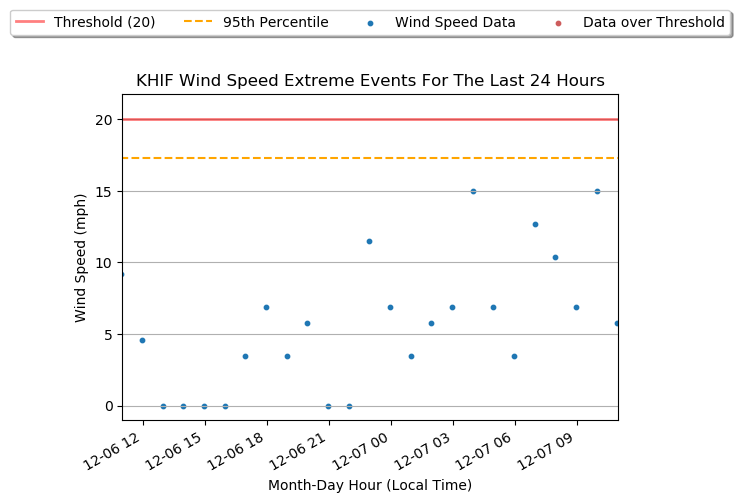 Threshold (20) 95th Percentile Wind Speed Data Data over Threshold
KHIF Wind Speed Extreme Events For The Last 24 Hours
20
15
10
5
0
Wind Speed (mph)
12-06 12 12-06 15 12-06 18 12-06 21 12-07 00 12-07 03 12-07 06 12-07 09
Month-Day Hour (Local Time)